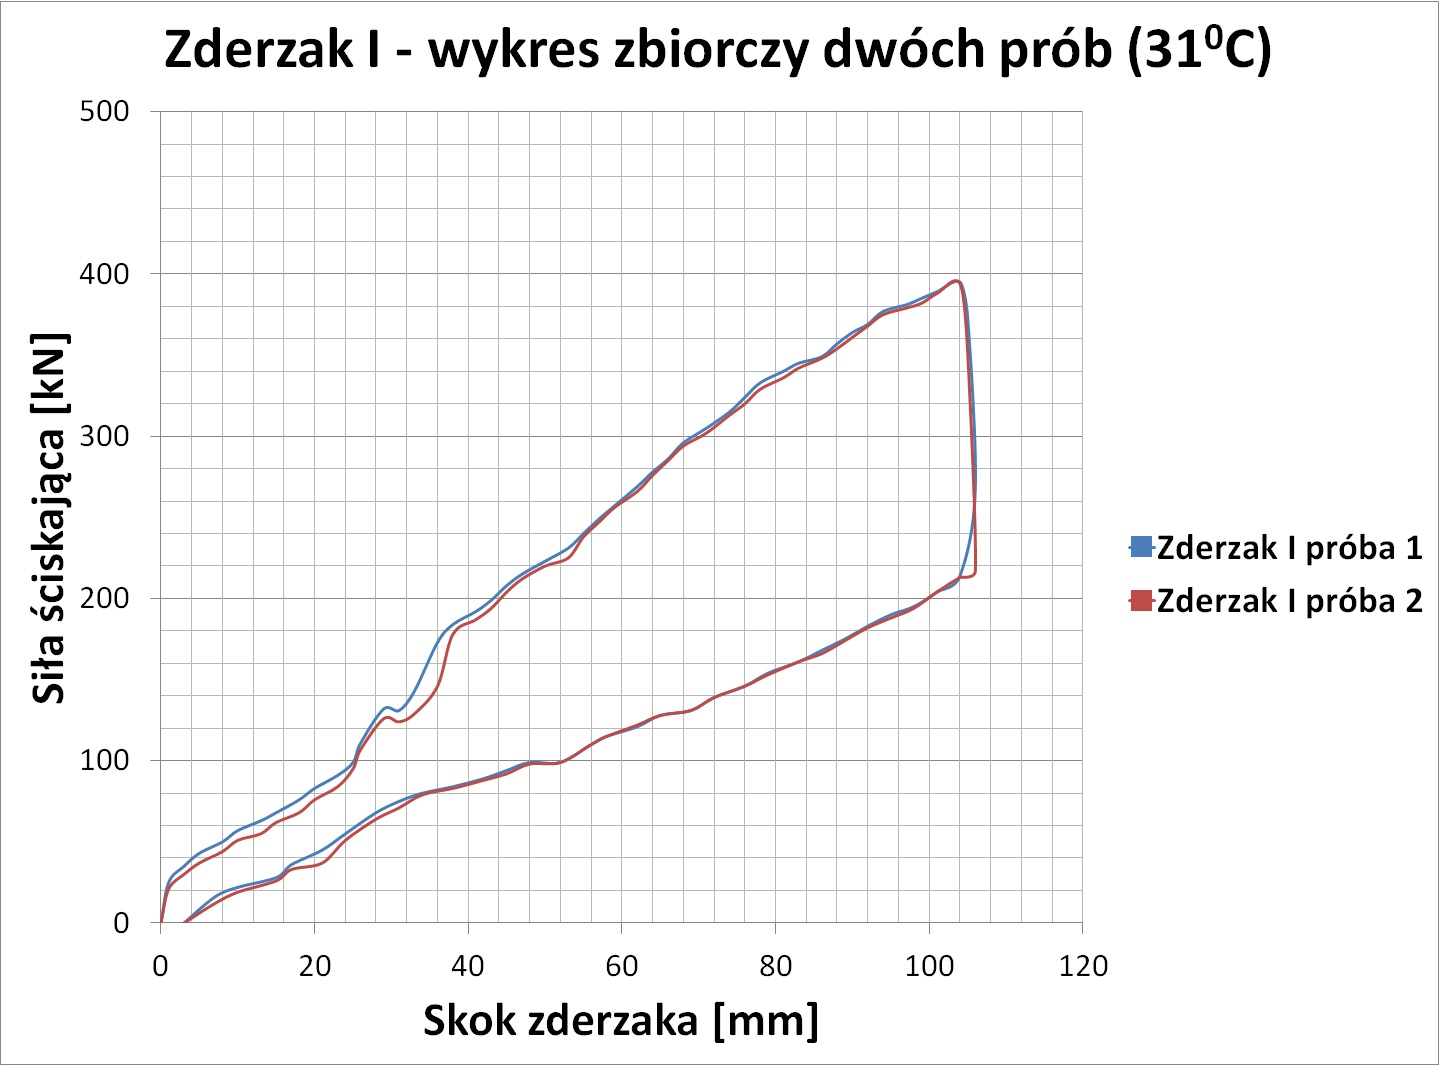 Zderzak I - wykres zbiorczy dwóch prób (31⁰C)
500
400
300
200
100
0
Siła ściskająca [kN]
0 20 40 60 80 100 120
Skok zderzaka [mm]
Zderzak I próba 1
Zderzak I próba 2